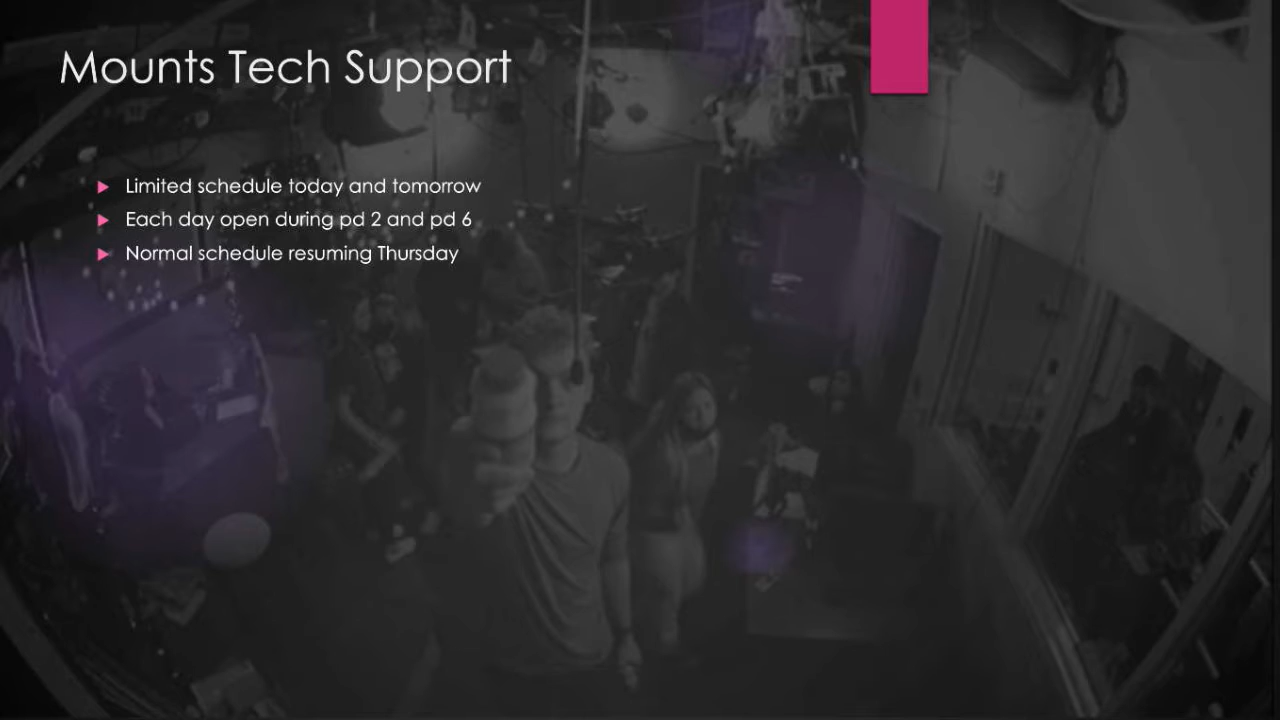 Mounts Tech Support
Limited schedule today and tomorrow
Each day open during pd 2 and pd 6
Normal schedule resuming Thursday